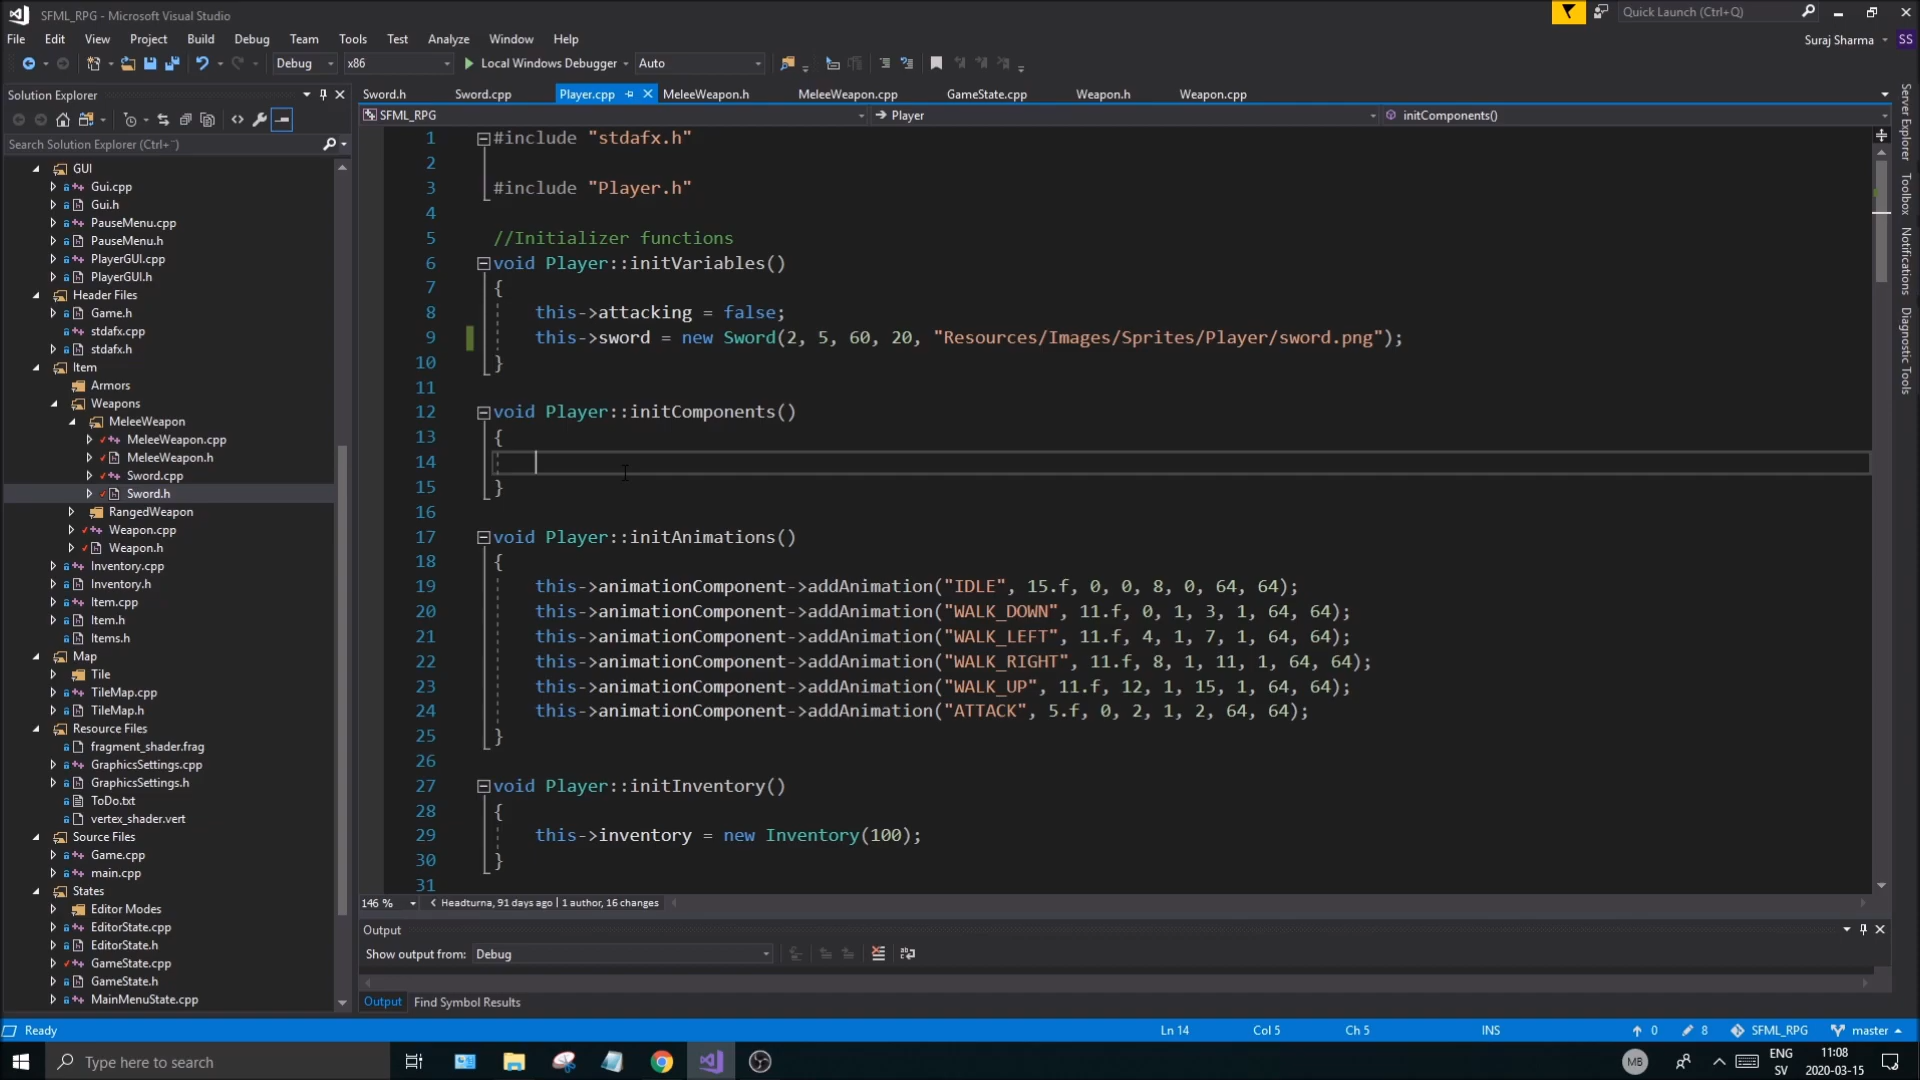 SFML_RPG - Microsoft Visual Studio
Quick Launch (Ctrl+Q)
File Edit View Project Build Debug Team Tools Test Analyze Window Help
Suraj Sharma SS
Debug x86 Local Windows Debugger Auto
Solution Explorer
Search Solution Explorer (Ctrl+¨)
GUI
Gui.cpp
Gui.h
PauseMenu.cpp
PauseMenu.h
PlayerGUI.cpp
PlayerGUI.h
Header Files
Game.h
stdafx.cpp
stdafx.h
Item
Armors
Weapons
MeleeWeapon
MeleeWeapon.cpp
MeleeWeapon.h
Sword.cpp
Sword.h
RangedWeapon
Weapon.cpp
Weapon.h
Inventory.cpp
Inventory.h
Item.cpp
Item.h
Items.h
Map
Tile
TileMap.cpp
TileMap.h
Resource Files
fragment_shader.frag
GraphicsSettings.cpp
GraphicsSettings.h
ToDo.txt
vertex_shader.vert
Source Files
Game.cpp
main.cpp
States
Editor Modes
EditorState.cpp
EditorState.h
GameState.cpp
GameState.h
MainMenuState.cpp
Sword.h Sword.cpp Player.cpp MeleeWeapon.h MeleeWeapon.cpp GameState.cpp Weapon.h Weapon.cpp
SFML_RPG Player initComponents()
1 #include "stdafx.h"
2
3 #include "Player.h"
4
5 //Initializer functions
6 void Player::initVariables()
7 {
8 this->attacking = false;
9 this->sword = new Sword(2, 5, 60, 20, "Resources/Images/Sprites/Player/sword.png");
10 }
11
12 void Player::initComponents()
13 {
14
15 }
16
17 void Player::initAnimations()
18 {
19 this->animationComponent->addAnimation("IDLE", 15.f, 0, 0, 8, 0, 64, 64);
20 this->animationComponent->addAnimation("WALK_DOWN", 11.f, 0, 1, 3, 1, 64, 64);
21 this->animationComponent->addAnimation("WALK_LEFT", 11.f, 4, 1, 7, 1, 64, 64);
22 this->animationComponent->addAnimation("WALK_RIGHT", 11.f, 8, 1, 11, 1, 64, 64);
23 this->animationComponent->addAnimation("WALK_UP", 11.f, 12, 1, 15, 1, 64, 64);
24 this->animationComponent->addAnimation("ATTACK", 5.f, 0, 2, 1, 2, 64, 64);
25 }
26
27 void Player::initInventory()
28 {
29 this->inventory = new Inventory(100);
30 }
31
146 % Headturna, 91 days ago | 1 author, 16 changes
Output
Show output from: Debug
Output Find Symbol Results
Server Explorer
Toolbox
Notifications
Diagnostic Tools
Ready Ln 14 Col 5 Ch 5 INS 0 8 SFML_RPG master
Type here to search
MB
ENG
SV
11:08
2020-03-15